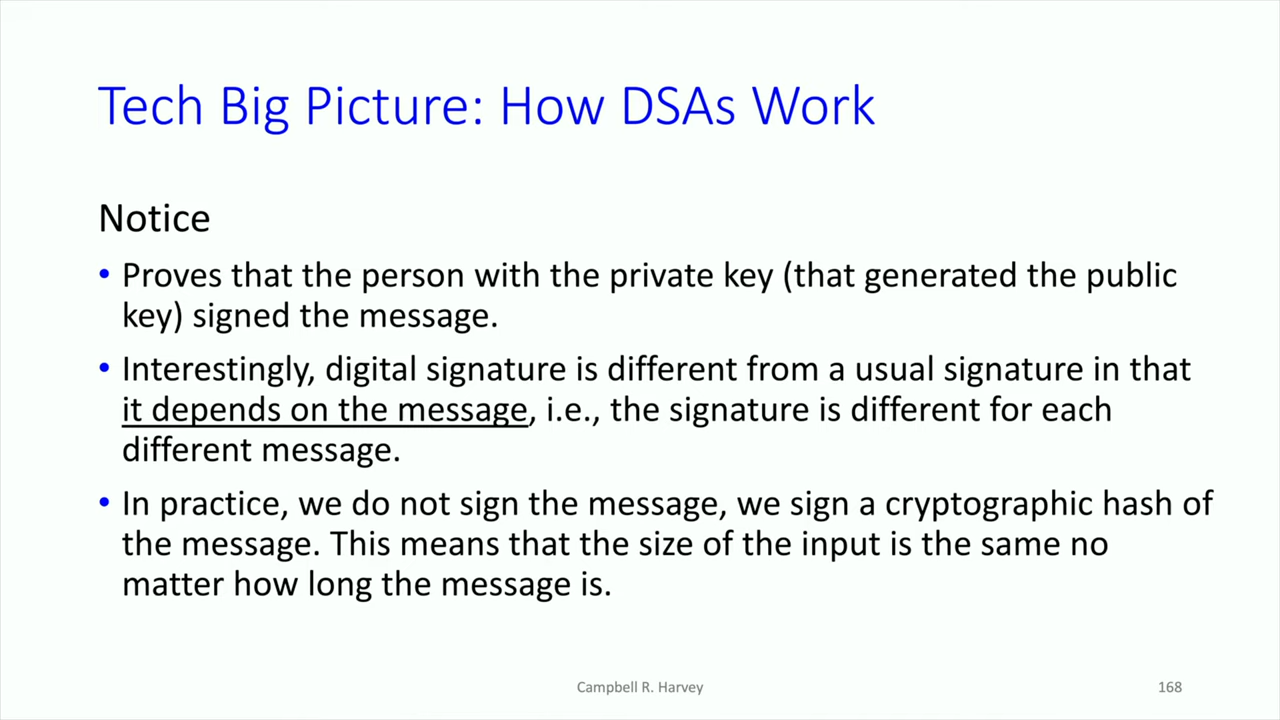 Tech Big Picture: How DSAs Work
Notice
• Proves that the person with the private key (that generated the public
key) signed the message.
• Interestingly, digital signature is different from a usual signature in that
it depends on the message, i.e., the signature is different for each
different message.
• In practice, we do not sign the message, we sign a cryptographic hash of
the message. This means that the size of the input is the same no
matter how long the message is.
Campbell R. Harvey
168